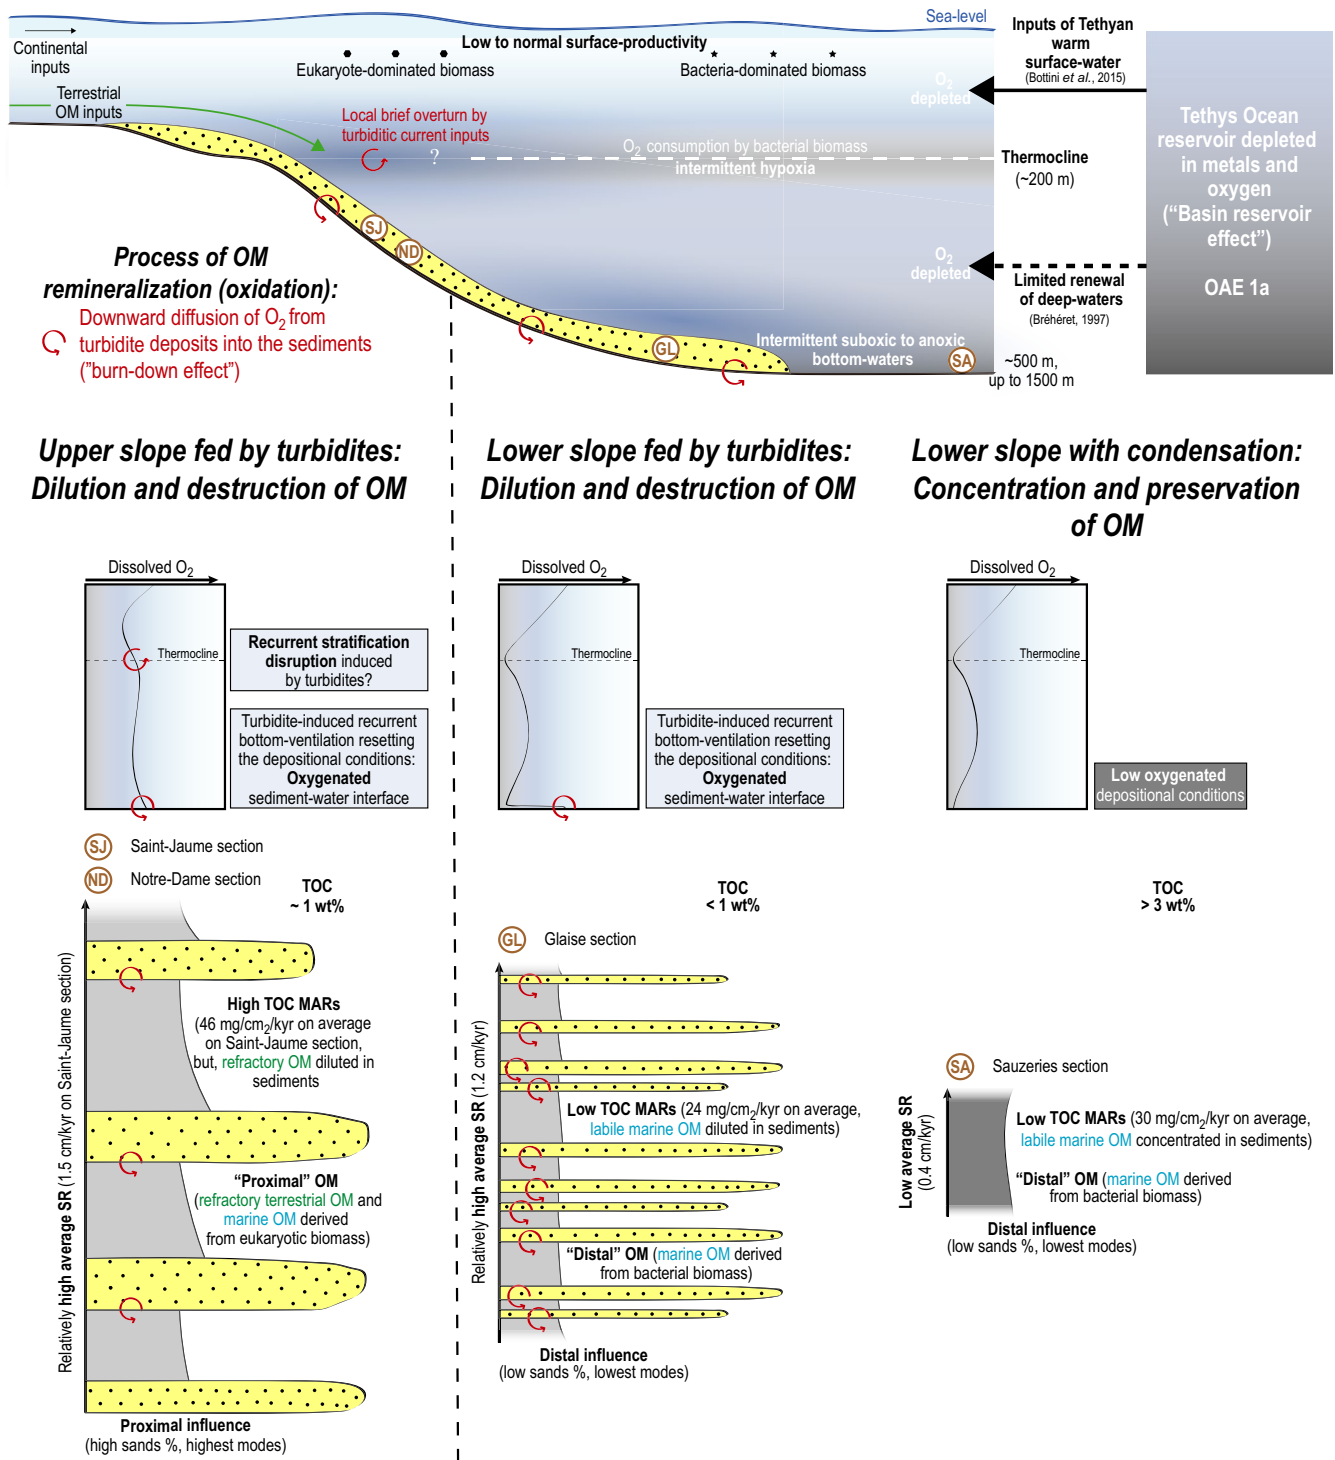 Sea-level
Continental
inputs
Low to normal surface-productivity
Eukaryote-dominated biomass
Bacteria-dominated biomass
Terrestrial
OM inputs
Local brief overturn by
turbiditic current inputs
?
O2 consumption by bacterial biomass
intermittent hypoxia
O2
depleted
Inputs of Tethyan
warm
surface-water
(Bottini et al., 2015)
Thermocline
(~200 m)
Tethys Ocean
reservoir depleted
in metals and
oxygen
(“Basin reservoir
effect”)
OAE 1a
SJ
ND
O2
depleted
Limited renewal
of deep-waters
(Bréhéret, 1997)
GL
Intermittent suboxic to anoxic
bottom-waters
SA
~500 m,
up to 1500 m
Process of OM
remineralization (oxidation):
Downward diffusion of O2 from
turbidite deposits into the sediments
("burn-down effect")
Upper slope fed by turbidites:
Dilution and destruction of OM
Dissolved O2
Thermocline
Recurrent stratification
disruption induced
by turbidites?
Turbidite-induced recurrent
bottom-ventilation resetting
the depositional conditions:
Oxygenated
sediment-water interface
SJ Saint-Jaume section
ND Notre-Dame section
TOC
~ 1 wt%
Relatively high average SR (1.5 cm/kyr on Saint-Jaume section)
High TOC MARs
(46 mg/cm2/kyr on average
on Saint-Jaume section,
but, refractory OM diluted in
sediments
“Proximal” OM
(refractory terrestrial OM and
marine OM derived
from eukaryotic biomass)
Proximal influence
(high sands %, highest modes)
Lower slope fed by turbidites:
Dilution and destruction of OM
Dissolved O2
Thermocline
Turbidite-induced recurrent
bottom-ventilation resetting
the depositional conditions:
Oxygenated
sediment-water interface
TOC
< 1 wt%
GL Glaise section
Relatively high average SR (1.2 cm/kyr)
Low TOC MARs (24 mg/cm2/kyr on average,
labile marine OM diluted in sediments)
“Distal” OM (marine OM derived
from bacterial biomass)
Distal influence
(low sands %, lowest modes)
Lower slope with condensation:
Concentration and preservation
of OM
Dissolved O2
Thermocline
Low oxygenated
depositional conditions
TOC
> 3 wt%
SA Sauzeries section
Low average SR
(0.4 cm/kyr)
Low TOC MARs (30 mg/cm2/kyr on average,
labile marine OM concentrated in sediments)
“Distal” OM (marine OM derived
from bacterial biomass)
Distal influence
(low sands %, lowest modes)